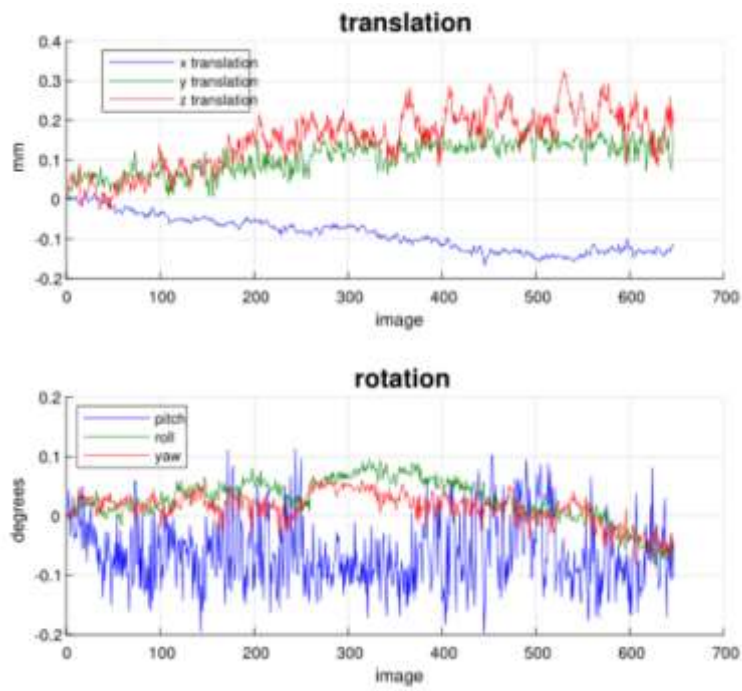 translation
0.4
0.3
0.2
0.1
0
-0.1
-0.2
mm
x translation
y translation
z translation
0 100 200 300 400 500 600 700
image
rotation
0.2
0.1
0
-0.1
-0.2
degrees
pitch
roll
yaw
0 100 200 300 400 500 600 700
image